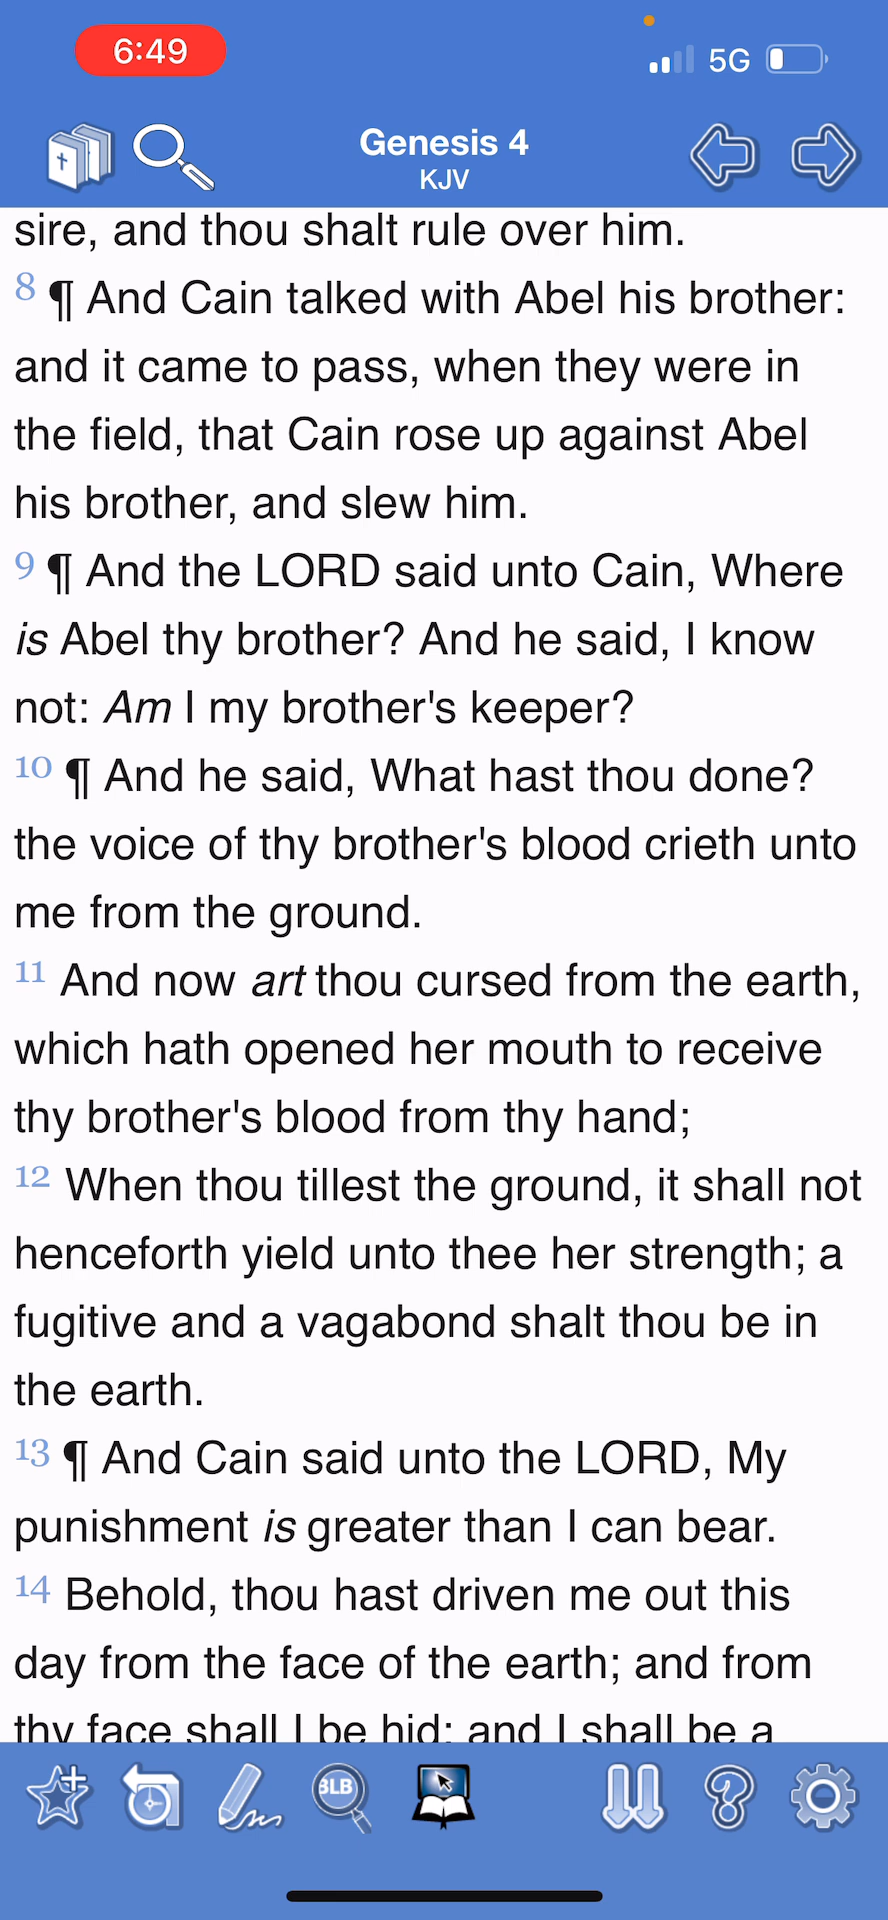 6:49
5G
Genesis 4
KJV
sire, and thou shalt rule over him.
8 ¶ And Cain talked with Abel his brother:
and it came to pass, when they were in
the field, that Cain rose up against Abel
his brother, and slew him.
9 ¶ And the LORD said unto Cain, Where
is Abel thy brother? And he said, I know
not: Am I my brother's keeper?
10 ¶ And he said, What hast thou done?
the voice of thy brother's blood crieth unto
me from the ground.
11 And now art thou cursed from the earth,
which hath opened her mouth to receive
thy brother's blood from thy hand;
12 When thou tillest the ground, it shall not
henceforth yield unto thee her strength; a
fugitive and a vagabond shalt thou be in
the earth.
13 ¶ And Cain said unto the LORD, My
punishment is greater than I can bear.
14 Behold, thou hast driven me out this
day from the face of the earth; and from
thy face shall I be hid; and I shall be a
BLB